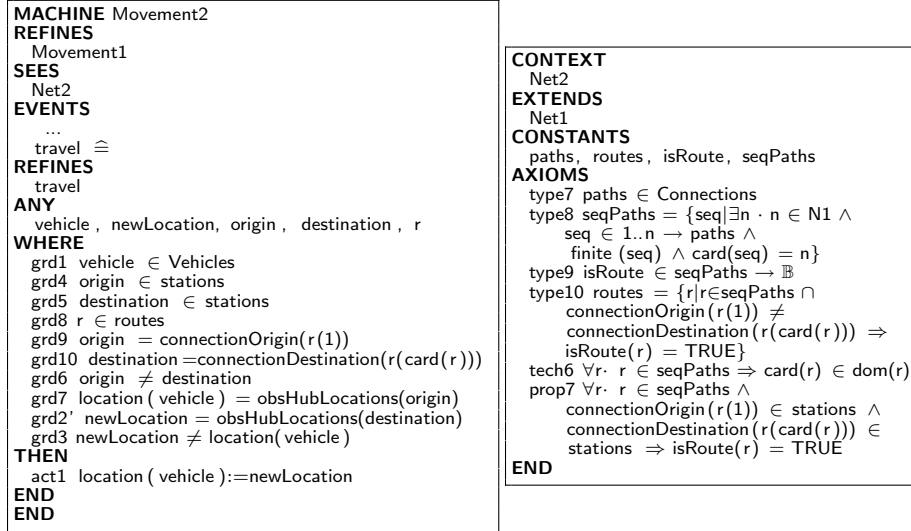 MACHINE Movement2
REFINES
Movement1
SEES
Net2
EVENTS
...
travel ≙
REFINES
travel
ANY
vehicle , newLocation, origin , destination , r
WHERE
grd1 vehicle ∈ Vehicles
grd4 origin ∈ stations
grd5 destination ∈ stations
grd8 r ∈ routes
grd9 origin = connectionOrigin(r(1))
grd10 destination =connectionDestination(r(card(r)))
grd6 origin ≠ destination
grd7 location ( vehicle ) = obsHubLocations(origin)
grd2' newLocation = obsHubLocations(destination)
grd3 newLocation ≠ location( vehicle )
THEN
act1 location ( vehicle ):=newLocation
END
END
CONTEXT
Net2
EXTENDS
Net1
CONSTANTS
paths , routes , isRoute, seqPaths
AXIOMS
type7 paths ∈ Connections
type8 seqPaths = {seq|∃n · n ∈ N1 ∧
seq ∈ 1..n → paths ∧
finite (seq) ∧ card(seq) = n}
type9 isRoute ∈ seqPaths → 𝔹
type10 routes = {r|r∈seqPaths ∩
connectionOrigin(r(1)) ≠
connectionDestination(r(card(r))) ⇒
isRoute(r) = TRUE}
tech6 ∀r· r ∈ seqPaths ⇒ card(r) ∈ dom(r)
prop7 ∀r· r ∈ seqPaths ∧
connectionOrigin(r(1)) ∈ stations ∧
connectionDestination(r(card(r))) ∈
stations ⇒ isRoute(r) = TRUE
END